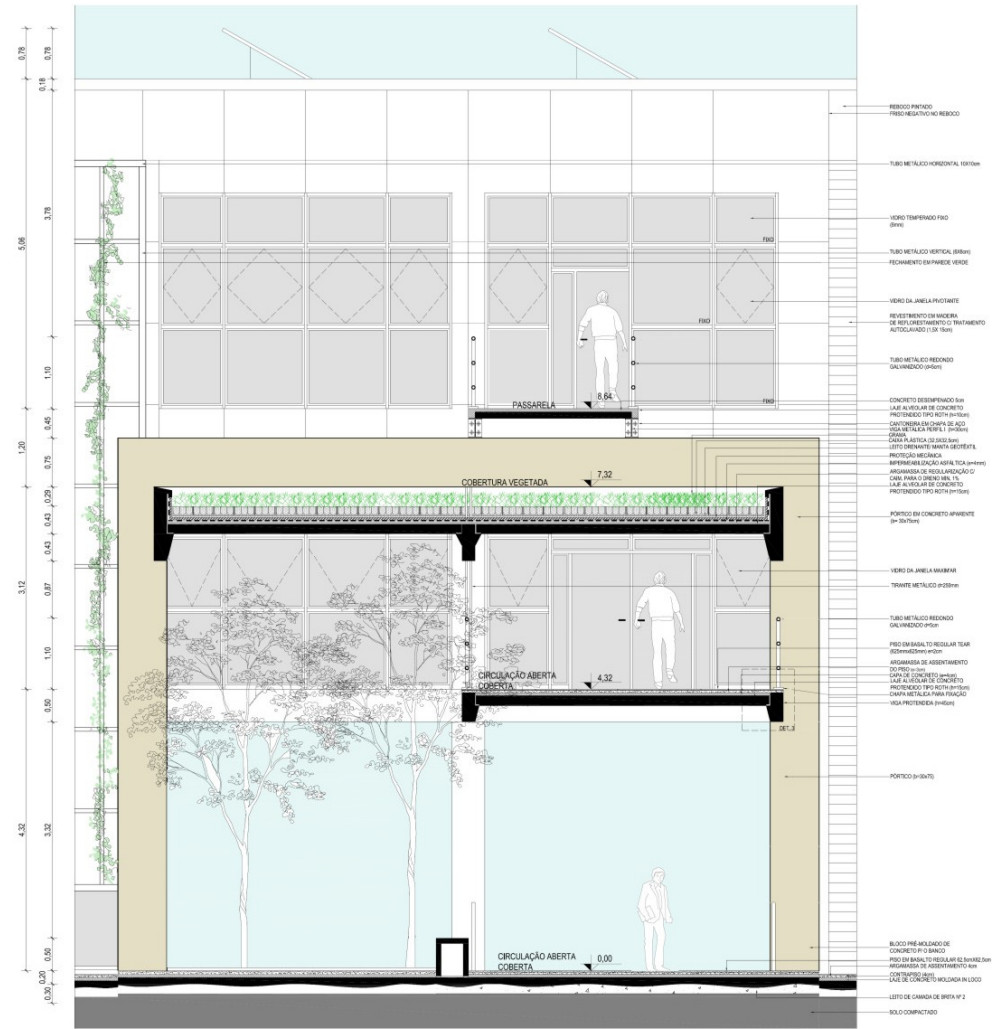 0,78
0,78
0,18
3,78
5,06
1,10
0,45
1,20
0,75
0,29
0,43
0,43
3,12
0,87
1,10
0,50
4,32
3,32
0,50
0,20
0,30
FIXO
FIXO
FIXO
PASSARELA
8,64
COBERTURA VEGETADA
7,32
CIRCULAÇÃO ABERTA
COBERTA
4,32
DET. 3
CIRCULAÇÃO ABERTA
COBERTA
0,00
REBOCO PINTADO
FRISO NEGATIVO NO REBOCO
TUBO METÁLICO HORIZONTAL 10X10cm
VIDRO TEMPERADO FIXO
(8mm)
TUBO METÁLICO VERTICAL
FECHAMENTO EM PAREDE VERDE
VIDRO DA JANELA PIVOTANTE
REVESTIMENTO EM MADEIRA
DE REFLORESTAMENTO C/ TRATAMENTO
AUTOCLAVADO (1,5X 15cm)
TUBO METÁLICO REDONDO
GALVANIZADO (d=5cm)
CONCRETO DESEMPENADO 5cm
LAJE ALVEOLAR DE CONCRETO
PROTENDIDO TIPO ROTH
CANTONEIRA EM CHAPA DE AÇO
VIGA METÁLICA PERFIL I
GRAMA
CAIXA PLÁSTICA
LEITO DRENANTE/ MANTA GEOTÊXTIL
PROTEÇÃO MECÂNICA
IMPERMEABILIZAÇÃO ASFÁLTICA (e=4mm)
ARGAMASSA DE REGULARIZAÇÃO C/
CAIM. PARA O DRENO MIN. 1%
LAJE ALVEOLAR DE CONCRETO
PROTENDIDO TIPO ROTH (h=15cm)
PÓRTICO EM CONCRETO APARENTE
(b= 30x75cm)
VIDRO DA JANELA MAXIMAR
TIRANTE METÁLICO
TUBO METÁLICO REDONDO
GALVANIZADO d=5cm
PISO EM BASALTO REGULAR TEAR
(625mmx625mm) e=2cm
ARGAMASSA DE ASSENTAMENTO
DO PISO
CAPA DE CONCRETO (e=4cm)
LAJE ALVEOLAR DE CONCRETO
PROTENDIDO TIPO ROTH (h=15cm)
CHAPA METÁLICA PARA FIXAÇÃO
VIGA PROTENDIDA (h=45cm)
PÓRTICO (b=30x75)
BLOCO PRÉ-MOLDADO DE
CONCRETO P/ O BANCO
PISO EM BASALTO REGULAR 62,5cmX62,5cm
ARGAMASSA DE ASSENTAMENTO 4cm
CONTRAPISO (4cm)
LAJE DE CONCRETO MOLDADA IN LOCO
LEITO DE CAMADA DE BRITA Nº 2
SOLO COMPACTADO